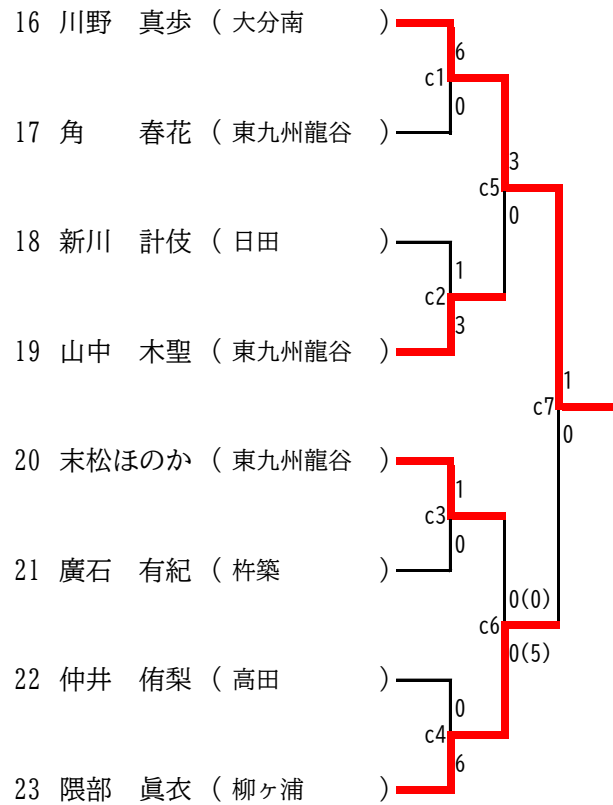 16 川野 真歩 ( 大分南 )
6
c1
0
17 角 春花 ( 東九州龍谷 )
3
c5
0
18 新川 計伎 ( 日田 )
1
c2
3
19 山中 木聖 ( 東九州龍谷 )
1
c7
0
20 末松ほのか ( 東九州龍谷 )
1
c3
0
21 廣石 有紀 ( 杵築 )
0(0)
c6
0(5)
22 仲井 侑梨 ( 高田 )
0
c4
6
23 隈部 眞衣 ( 柳ヶ浦 )